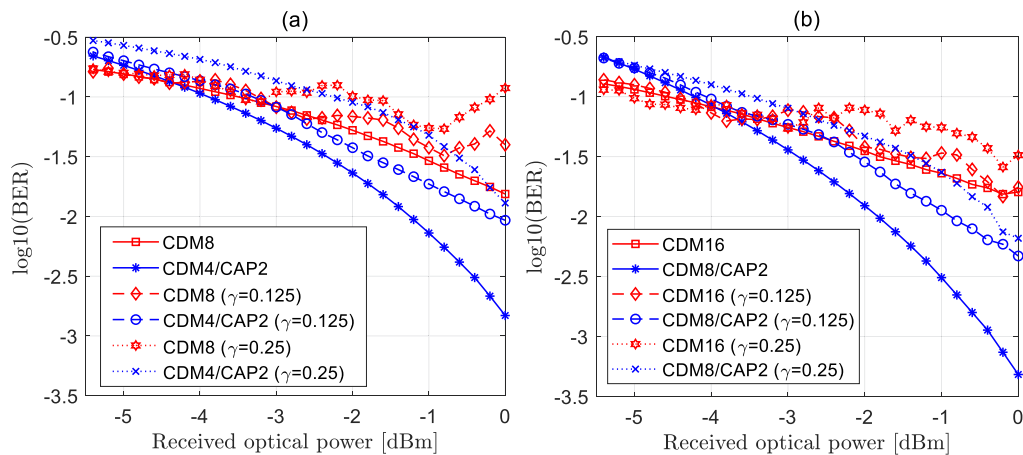 (a)
-0.5
-1
-1.5
-2
-2.5
-3
-3.5
log10(BER)
CDM8
CDM4/CAP2
CDM8 (γ=0.125)
CDM4/CAP2 (γ=0.125)
CDM8 (γ=0.25)
CDM4/CAP2 (γ=0.25)
-5 -4 -3 -2 -1 0
Received optical power [dBm]
(b)
-0.5
-1
-1.5
-2
-2.5
-3
-3.5
log10(BER)
CDM16
CDM8/CAP2
CDM16 (γ=0.125)
CDM8/CAP2 (γ=0.125)
CDM16 (γ=0.25)
CDM8/CAP2 (γ=0.25)
-5 -4 -3 -2 -1 0
Received optical power [dBm]